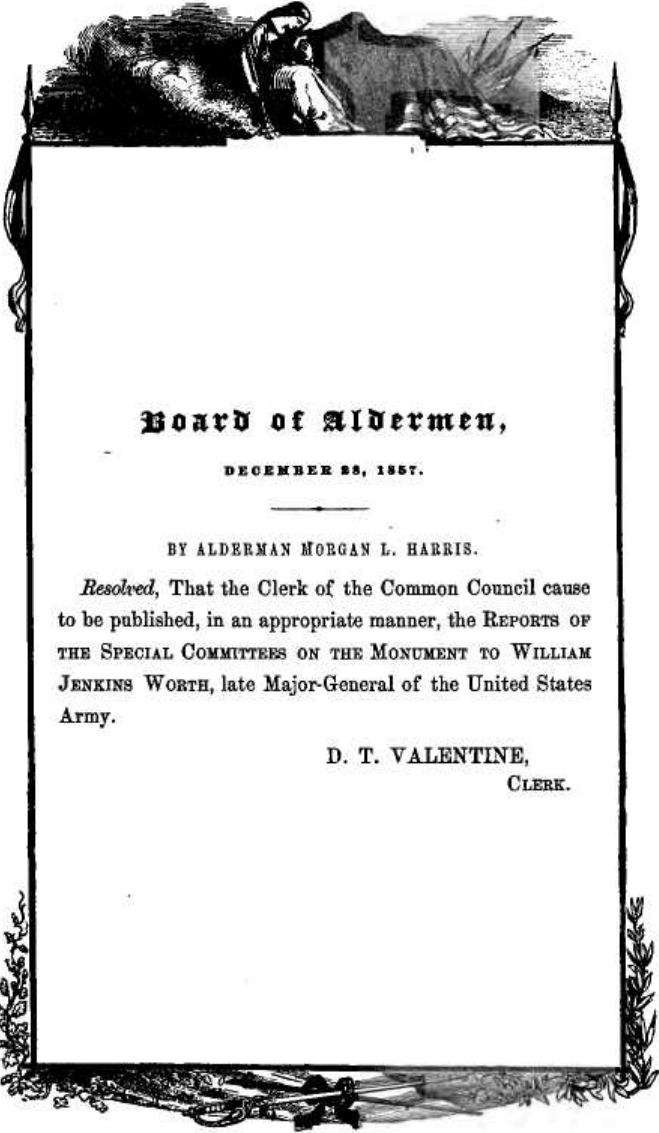 Board of Aldermen,
DECEMBER 28, 1857.
BY ALDERMAN MORGAN L. HARRIS.
Resolved, That the Clerk of the Common Council cause
to be published, in an appropriate manner, the REPORTS OF
THE SPECIAL COMMITTEES ON THE MONUMENT TO WILLIAM
JENKINS WORTH, late Major-General of the United States
Army.
D. T. VALENTINE,
CLERK.